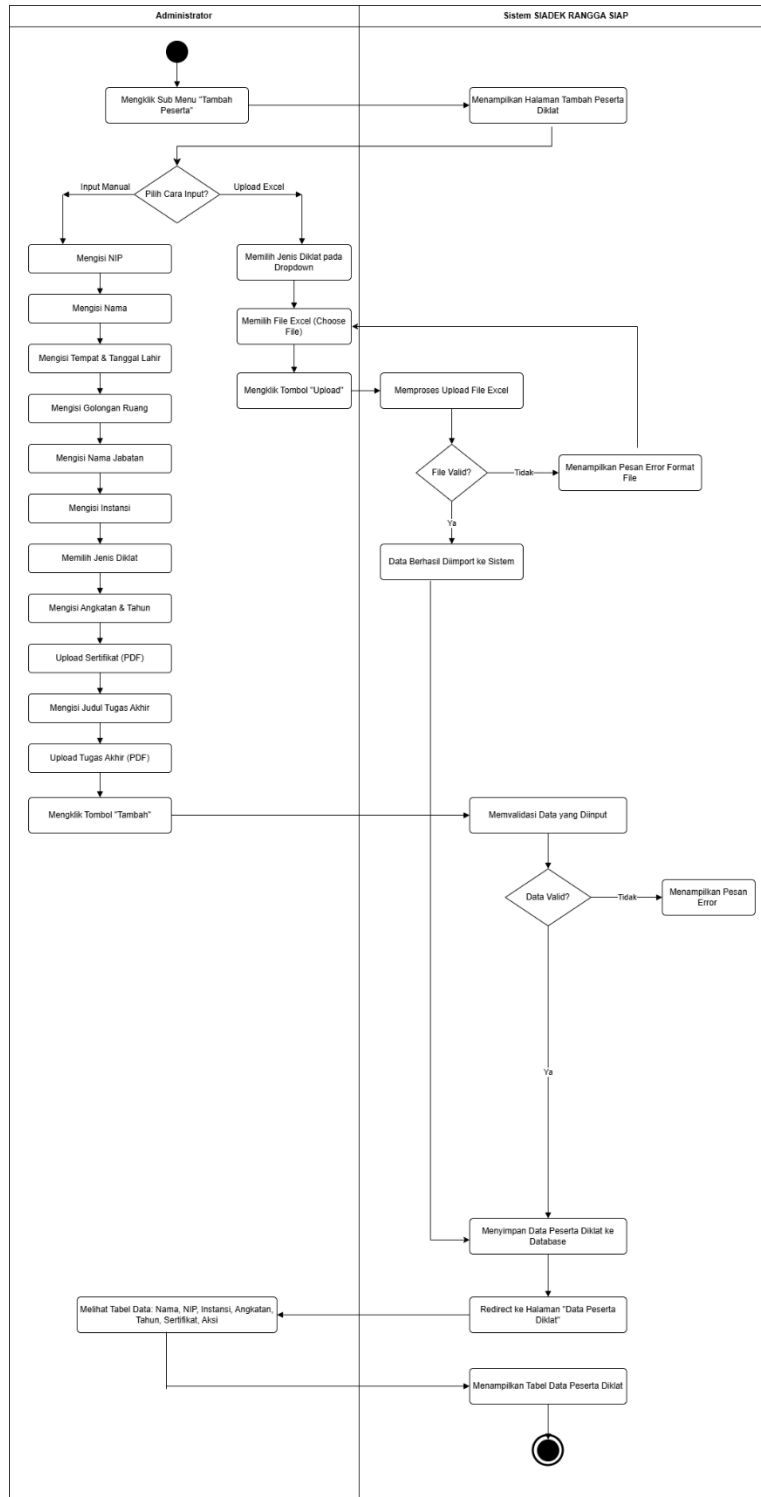 Administrator
Sistem SIADEK RANGGA SIAP
Mengklik Sub Menu "Tambah
Peserta"
Menampilkan Halaman Tambah Peserta
Diklat
Pilih Cara Input?
Input Manual
Upload Excel
Mengisi NIP
Memilih Jenis Diklat pada
Dropdown
Mengisi Nama
Memilih File Excel (Choose
File)
Mengisi Tempat & Tanggal Lahir
Mengklik Tombol "Upload"
Memproses Upload File Excel
Mengisi Golongan Ruang
Mengisi Nama Jabatan
File Valid?
Tidak
Menampilkan Pesan Error Format
File
Mengisi Instansi
Ya
Memilih Jenis Diklat
Data Berhasil Diimport ke Sistem
Mengisi Angkatan & Tahun
Upload Sertifikat (PDF)
Mengisi Judul Tugas Akhir
Upload Tugas Akhir (PDF)
Mengklik Tombol "Tambah"
Memvalidasi Data yang Diinput
Data Valid?
Tidak
Menampilkan Pesan
Error
Ya
Menyimpan Data Peserta Diklat ke
Database
Redirect ke Halaman "Data Peserta
Diklat"
Melihat Tabel Data: Nama, NIP, Instansi, Angkatan,
Tahun, Sertifikat, Aksi
Menampilkan Tabel Data Peserta Diklat